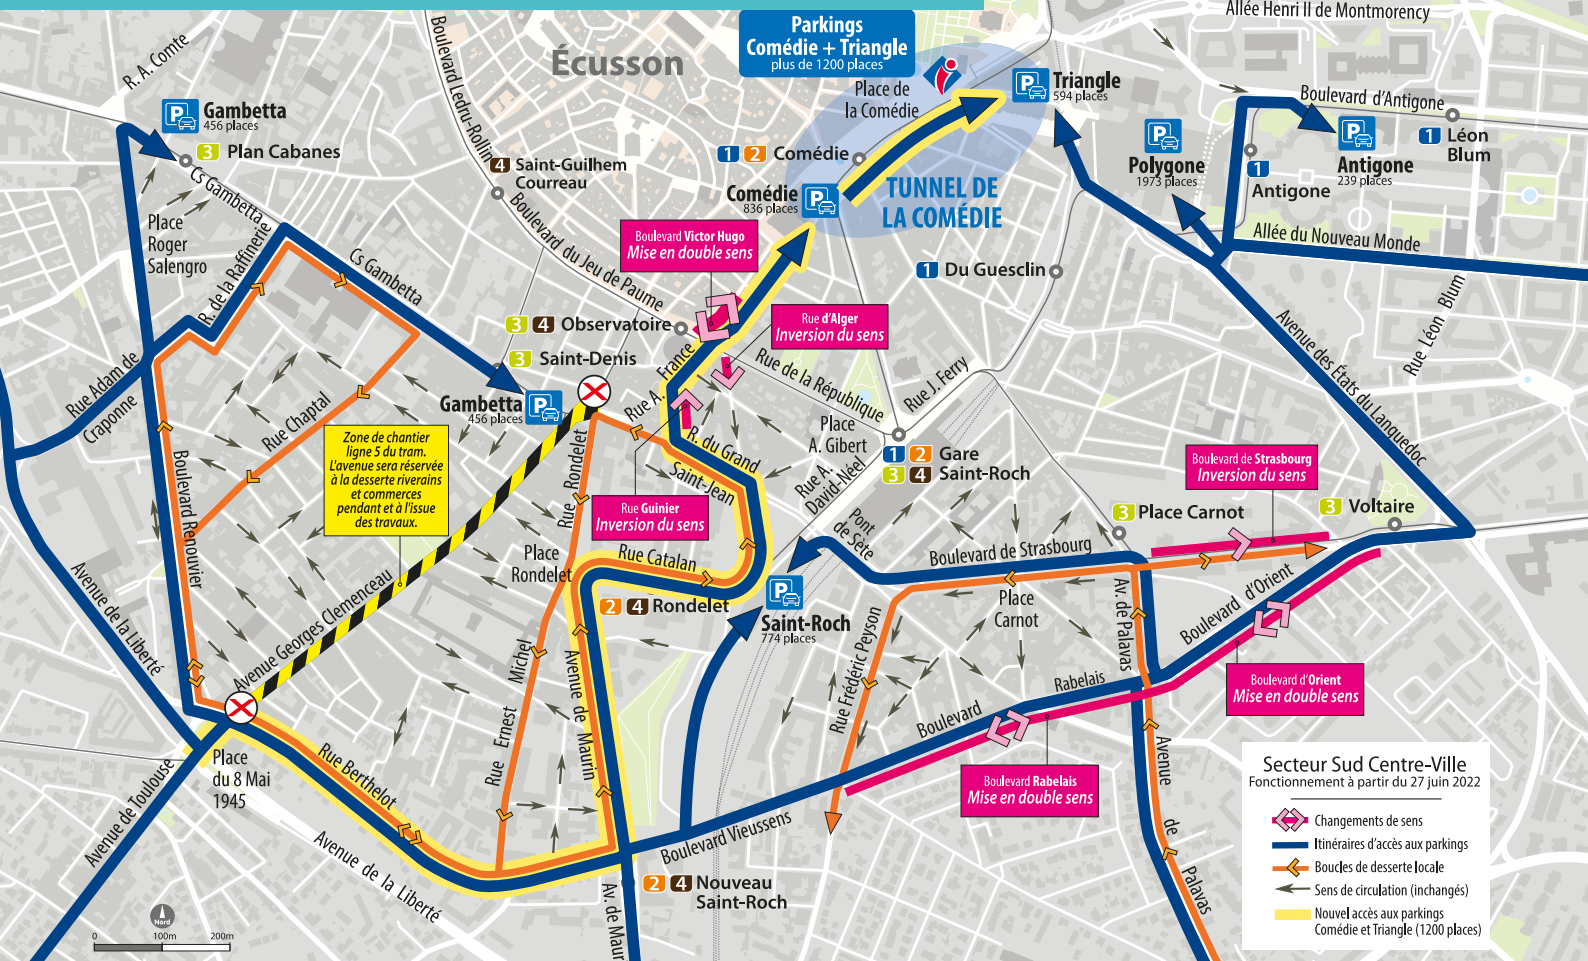 Allée Henri II de Montmorency
Parkings
Comédie + Triangle
plus de 1200 places
R. A. Comte
Boulevard Ledru-Rollin
Écusson
Place de
la Comédie
P
Triangle
594 places
Boulevard d'Antigone
P
Gambetta
456 places
3 Plan Cabanes
1 2 Comédie
P
Polygone
1973 places
P
Antigone
239 places
1 Léon
Blum
1
Antigone
4 Saint-Guilhem
Courreau
Comédie
836 places
P
TUNNEL DE
LA COMÉDIE
Cs Gambetta
Place
Roger
Salengro
R. de la Raffinerie
Cs Gambetta
Boulevard du Jeu de Paume
Boulevard Victor Hugo
Mise en double sens
Allée du Nouveau Monde
1 Du Guesclin
Rue Léon Blum
3 4 Observatoire
Rue d'Alger
Inversion du sens
3 Saint-Denis
Rue A. France
Rue de la République
Rue J. Ferry
Avenue des États du Languedoc
Rue Adam de
Craponne
Rue Chaptal
Gambetta
456 places
P
Place
A. Gibert
R. du Grand
Saint-Jean
Rue A.
David-Néel
1 2 Gare
3 4 Saint-Roch
Zone de chantier
ligne 5 du tram.
L'avenue sera réservée
à la desserte riverains
et commerces
pendant et à l'issue
des travaux.
Boulevard Renouvier
Rue Rondelet
Rue Guinier
Inversion du sens
Boulevard de Strasbourg
Inversion du sens
3 Place Carnot
3 Voltaire
Pont
de Sète
Place
Rondelet
Rue Catalan
Boulevard de Strasbourg
Avenue de la Liberté
Avenue Georges Clemenceau
2 4 Rondelet
P
Saint-Roch
774 places
Place
Carnot
Av. de Palavas
Boulevard d'Orient
Rue Ernest Michel
Avenue de Maurin
Rue Frédéric Peyson
Boulevard Rabelais
Boulevard d'Orient
Mise en double sens
Place
du 8 Mai
1945
Rue Berthelot
Avenue de Toulouse
Avenue de la Liberté
Boulevard Vieussens
Boulevard Rabelais
Mise en double sens
Avenue de Palavas
2 4 Nouveau
Saint-Roch
Av. de Maur
Nord
0 100m 200m
Secteur Sud Centre-Ville
Fonctionnement à partir du 27 juin 2022
Changements de sens
Itinéraires d'accès aux parkings
Boucles de desserte locale
Sens de circulation (inchangés)
Nouvel accès aux parkings
Comédie et Triangle (1200 places)